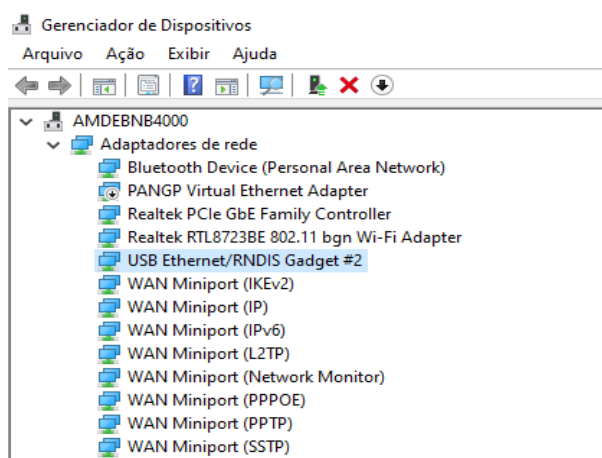 Gerenciador de Dispositivos
Arquivo Ação Exibir Ajuda
AMDEBNB4000
Adaptadores de rede
Bluetooth Device (Personal Area Network)
PANGP Virtual Ethernet Adapter
Realtek PCIe GbE Family Controller
Realtek RTL8723BE 802.11 bgn Wi-Fi Adapter
USB Ethernet/RNDIS Gadget #2
WAN Miniport (IKEv2)
WAN Miniport (IP)
WAN Miniport (IPv6)
WAN Miniport (L2TP)
WAN Miniport (Network Monitor)
WAN Miniport (PPPOE)
WAN Miniport (PPTP)
WAN Miniport (SSTP)